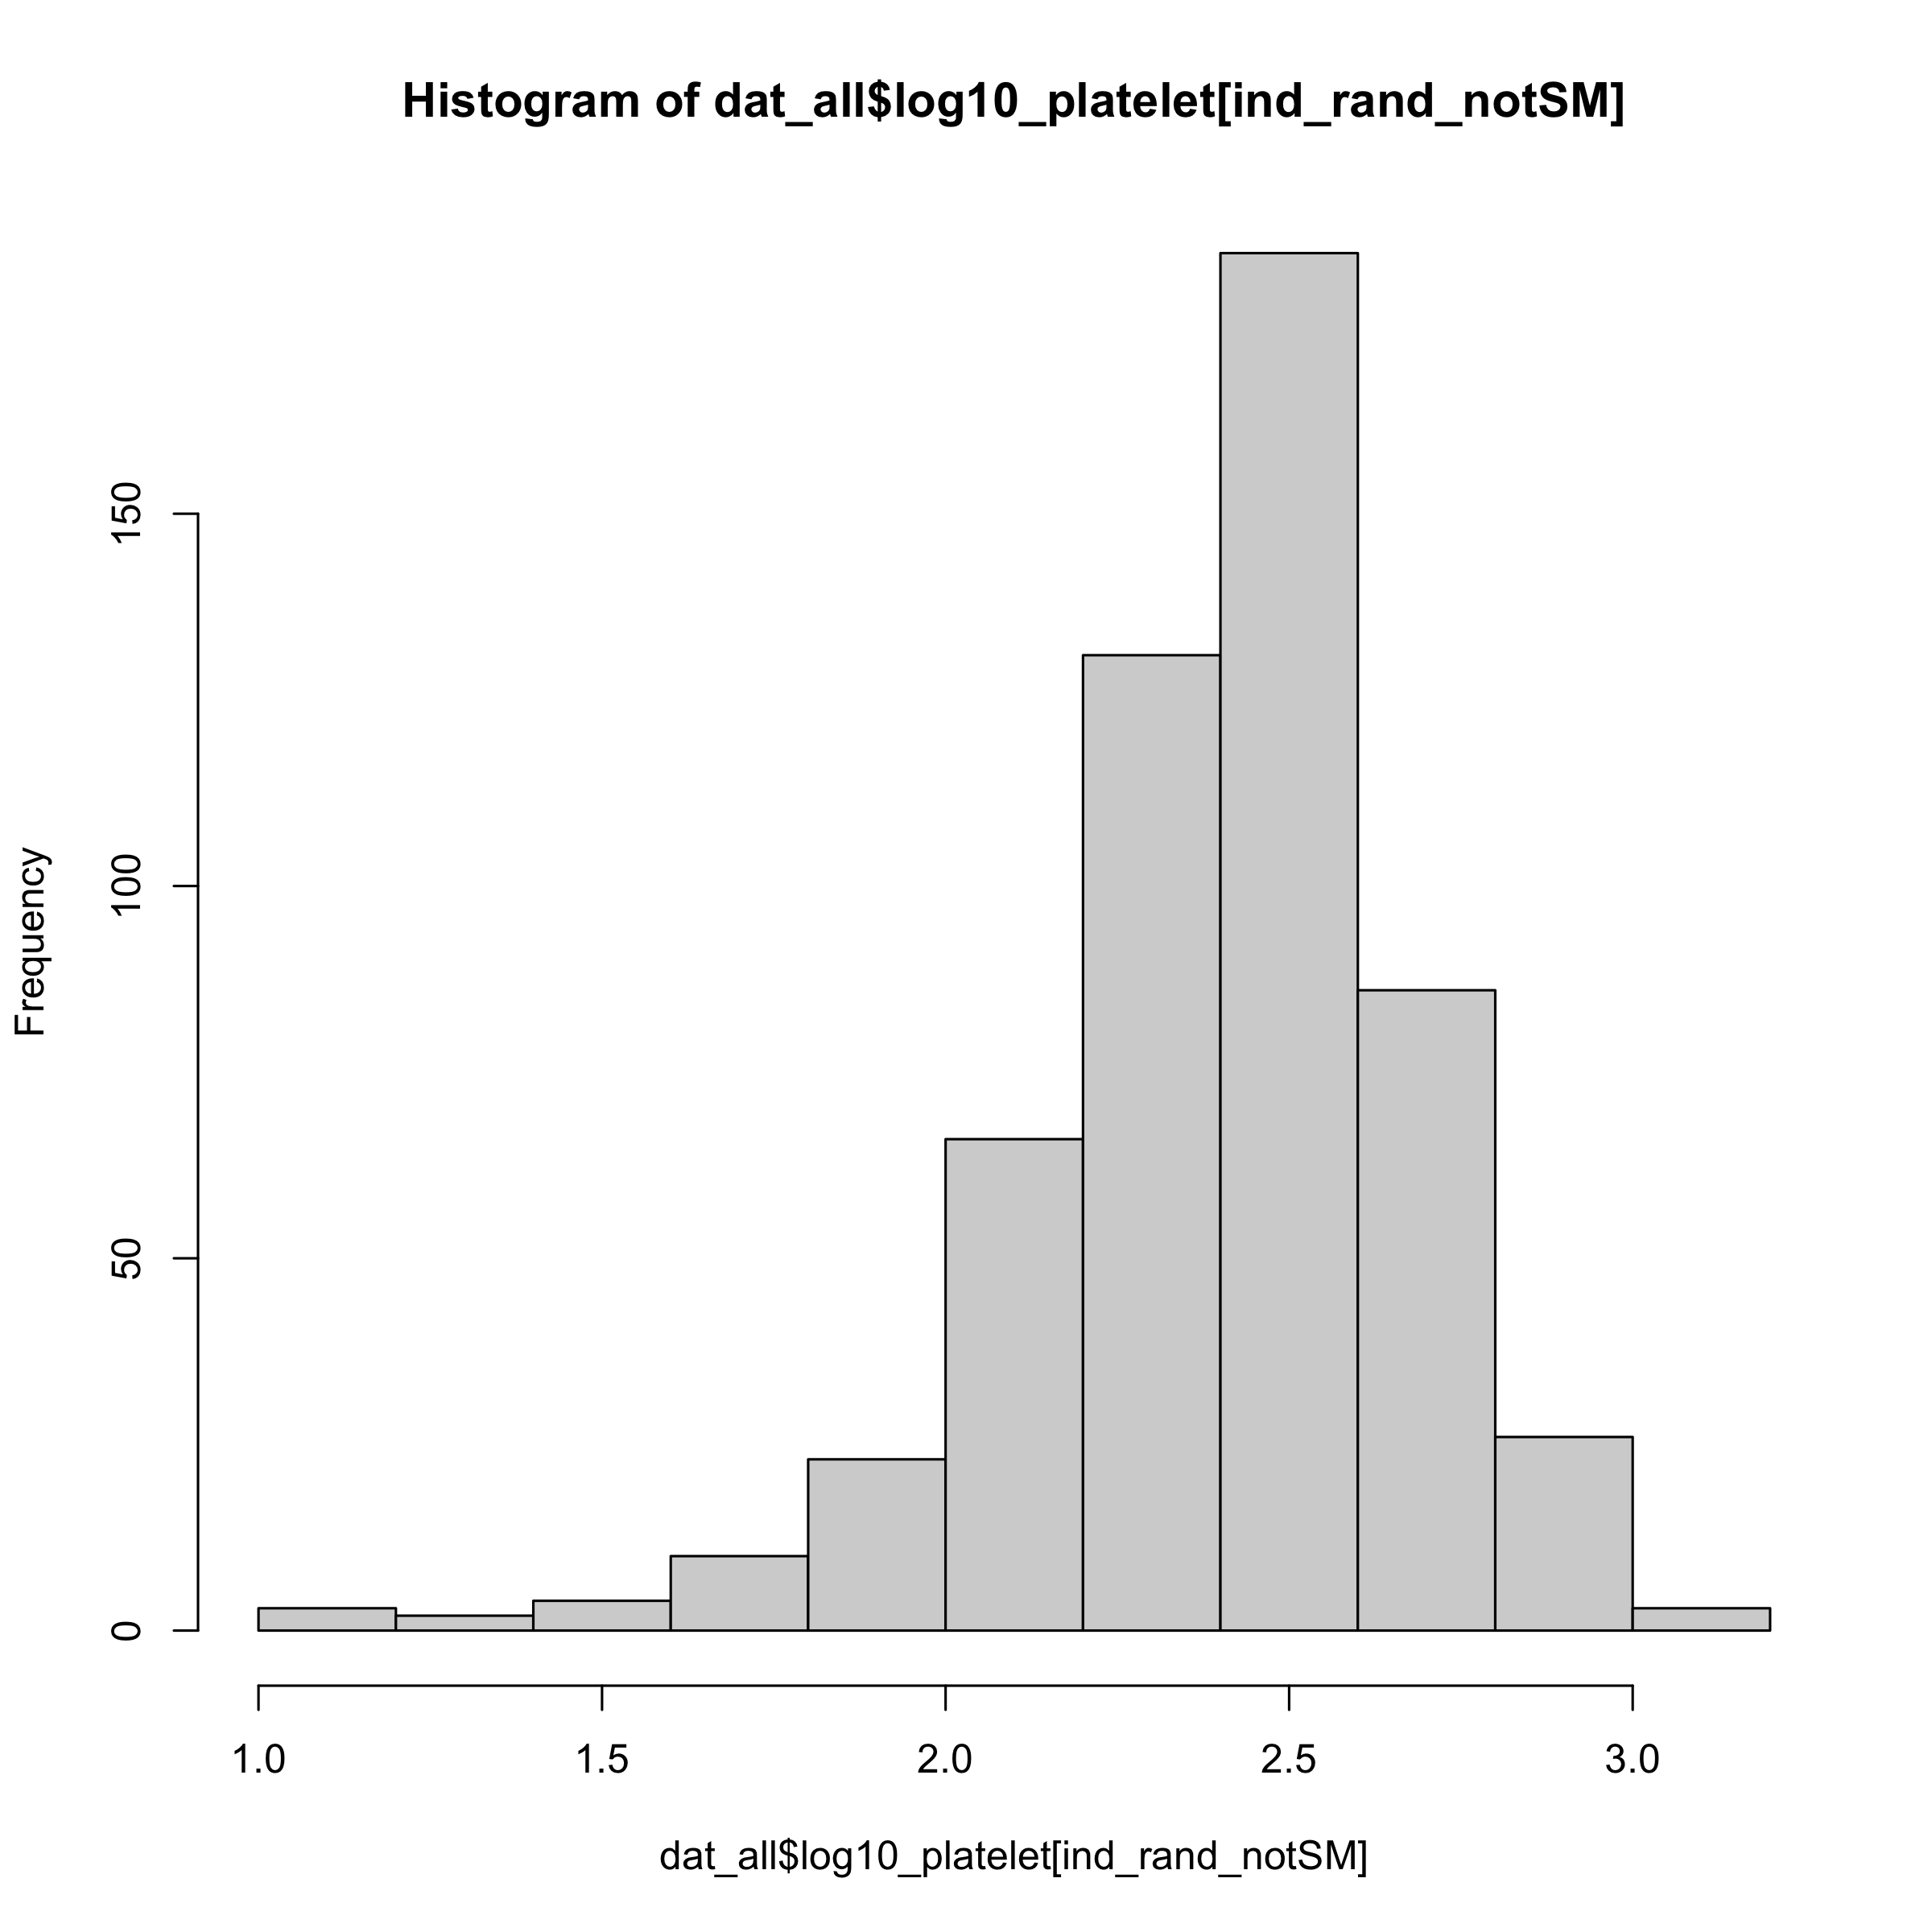 Histogram of dat_all$log10_platelet[ind_rand_notSM]
Frequency
150
100
50
0
1.0 1.5 2.0 2.5 3.0
dat_all$log10_platelet[ind_rand_notSM]